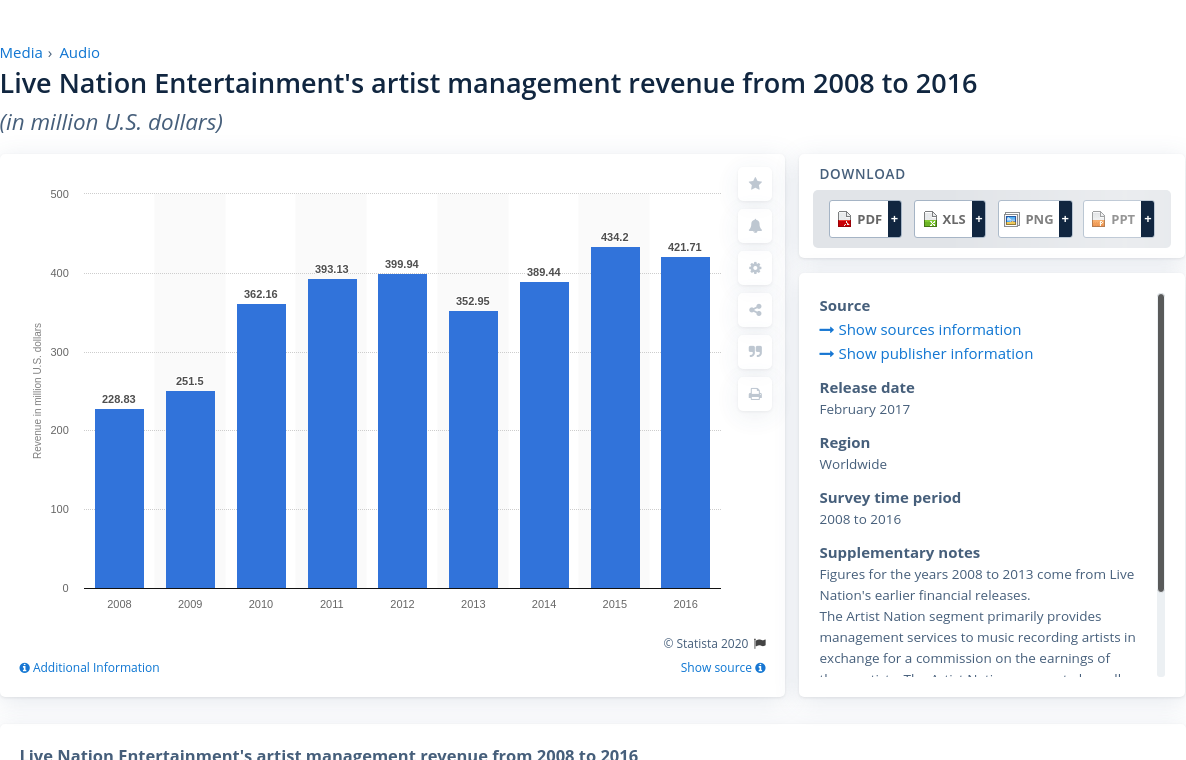 Media › Audio
Live Nation Entertainment's artist management revenue from 2008 to 2016
(in million U.S. dollars)
Revenue in million U.S. dollars
500
400
300
200
100
0
228.83
251.5
362.16
393.13
399.94
352.95
389.44
434.2
421.71
2008 2009 2010 2011 2012 2013 2014 2015 2016
© Statista 2020
Additional Information
Show source
DOWNLOAD
PDF + XLS + PNG + PPT +
Source
Show sources information
Show publisher information
Release date
February 2017
Region
Worldwide
Survey time period
2008 to 2016
Supplementary notes
Figures for the years 2008 to 2013 come from Live
Nation's earlier financial releases.
The Artist Nation segment primarily provides
management services to music recording artists in
exchange for a commission on the earnings of
Live Nation Entertainment's artist management revenue from 2008 to 2016